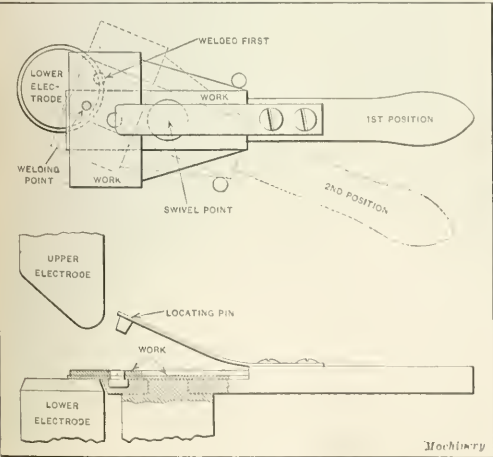 WELDED FIRST
LOWER
ELEC-
TRODE
WORK
1ST POSITION
WELDING
POINT
WORK
SWIVEL POINT
2ND POSITION
UPPER
ELECTRODE
LOCATING PIN
WORK
LOWER
ELECTRODE
Machinery